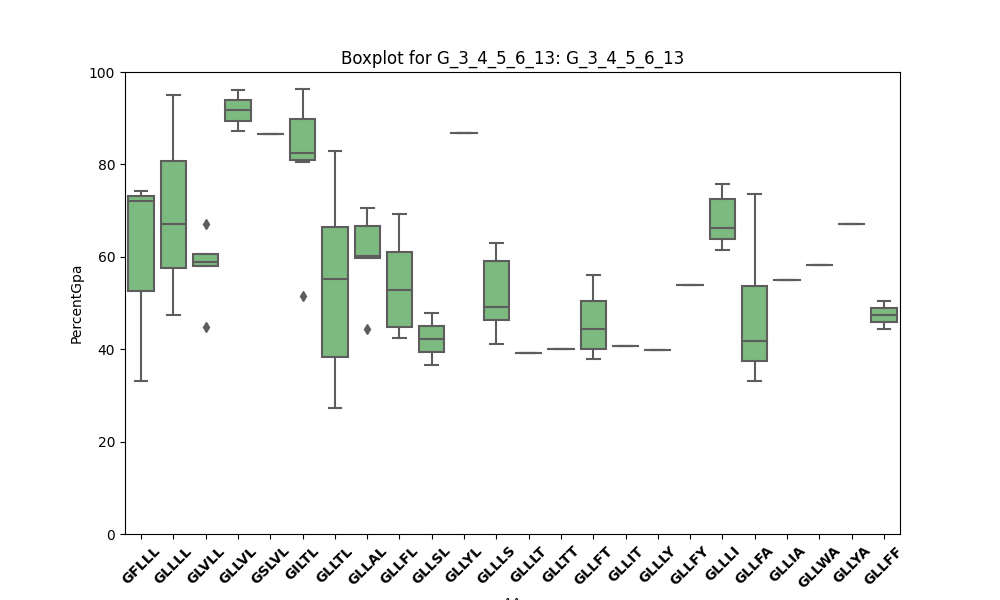 Boxplot for G_3_4_5_6_13: G_3_4_5_6_13
PercentGpa
100
80
60
40
20
0
GFLLL GLLLL GLVLL GLLVL GSLVL GILTL GLLTL GLLAL GLLFL GLLSL GLLYL GLLLS GLLLT GLLTT GLLFT GLLIT GLLLY GLLFY GLLLI GLLFA GLLIA GLLWA GLLYA GLLFF